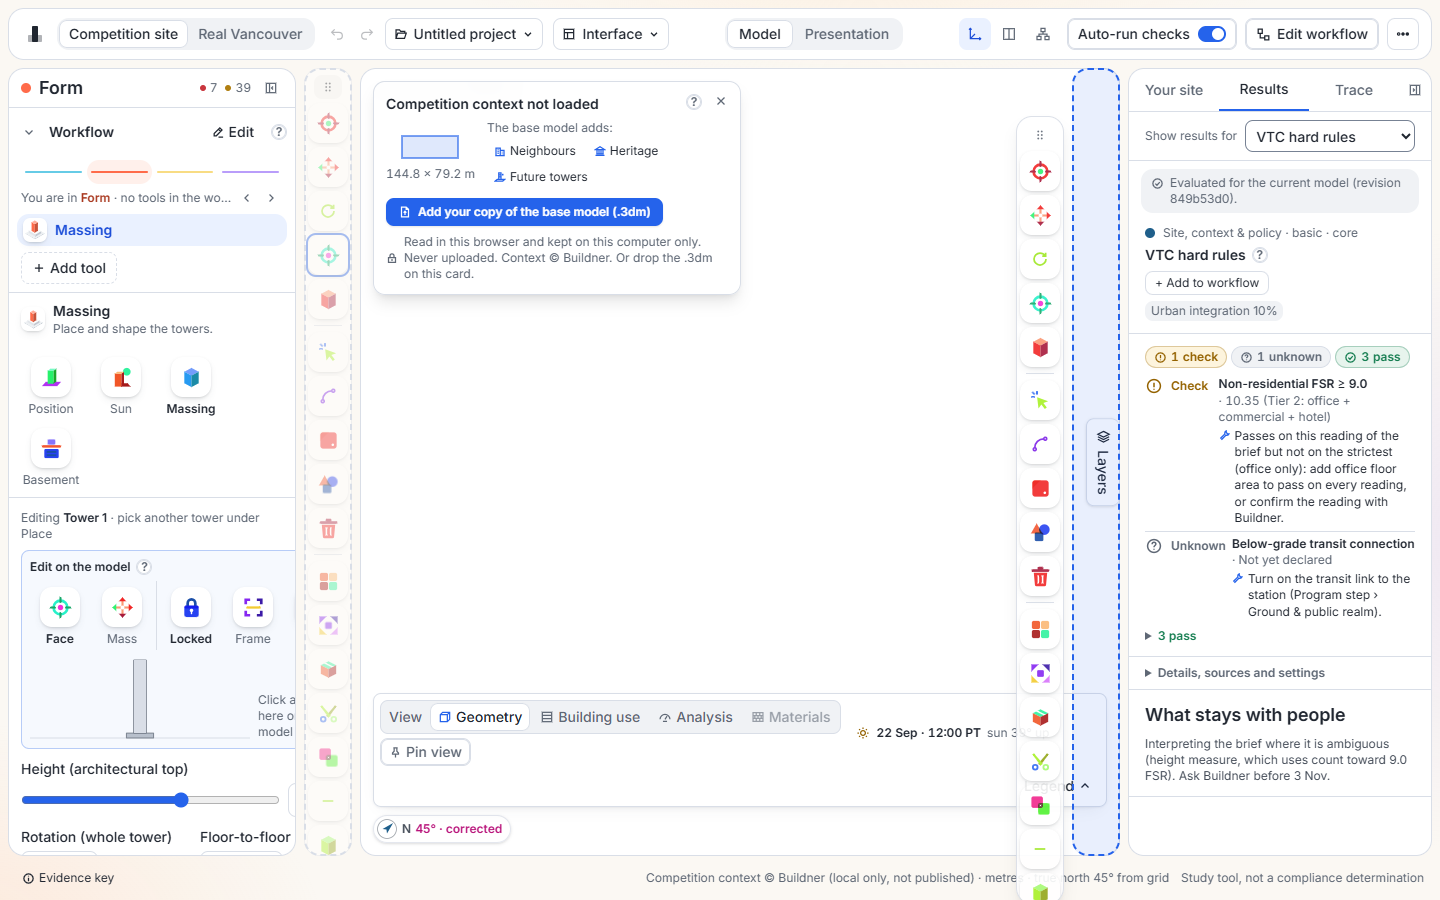 Competition site
Real Vancouver
Untitled project
Interface
Model
Presentation
Auto-run checks
Edit workflow
Form
7
39
Workflow
Edit
?
You are in Form · no tools in the wo...
Massing
+ Add tool
Massing
Place and shape the towers.
Position
Sun
Massing
Basement
Editing Tower 1 · pick another tower under
Place
Edit on the model ?
Face
Mass
Locked
Frame
Click a
here o
model
Height (architectural top)
Rotation (whole tower)
Floor-to-floor
Competition context not loaded
?
144.8 × 79.2 m
The base model adds:
Neighbours
Heritage
Future towers
Add your copy of the base model (.3dm)
Read in this browser and kept on this computer only.
Never uploaded. Context © Buildner. Or drop the .3dm
on this card.
Layers
View
Geometry
Building use
Analysis
Materials
Pin view
22 Sep · 12:00 PT
sun 3
Legend
N 45° · corrected
Your site
Results
Trace
Show results for
VTC hard rules
Evaluated for the current model (revision
849b53d0).
Site, context & policy · basic · core
VTC hard rules ?
+ Add to workflow
Urban integration 10%
1 check
1 unknown
3 pass
Check
Non-residential FSR ≥ 9.0
· 10.35 (Tier 2: office +
commercial + hotel)
Passes on this reading of the
brief but not on the strictest
(office only): add office floor
area to pass on every reading,
or confirm the reading with
Buildner.
Unknown
Below-grade transit connection
· Not yet declared
Turn on the transit link to the
station (Program step ›
Ground & public realm).
3 pass
Details, sources and settings
What stays with people
Interpreting the brief where it is ambiguous
(height measure, which uses count toward 9.0
FSR). Ask Buildner before 3 Nov.
Evidence key
Competition context © Buildner (local only, not published) · metres · true north 45° from grid
Study tool, not a compliance determination